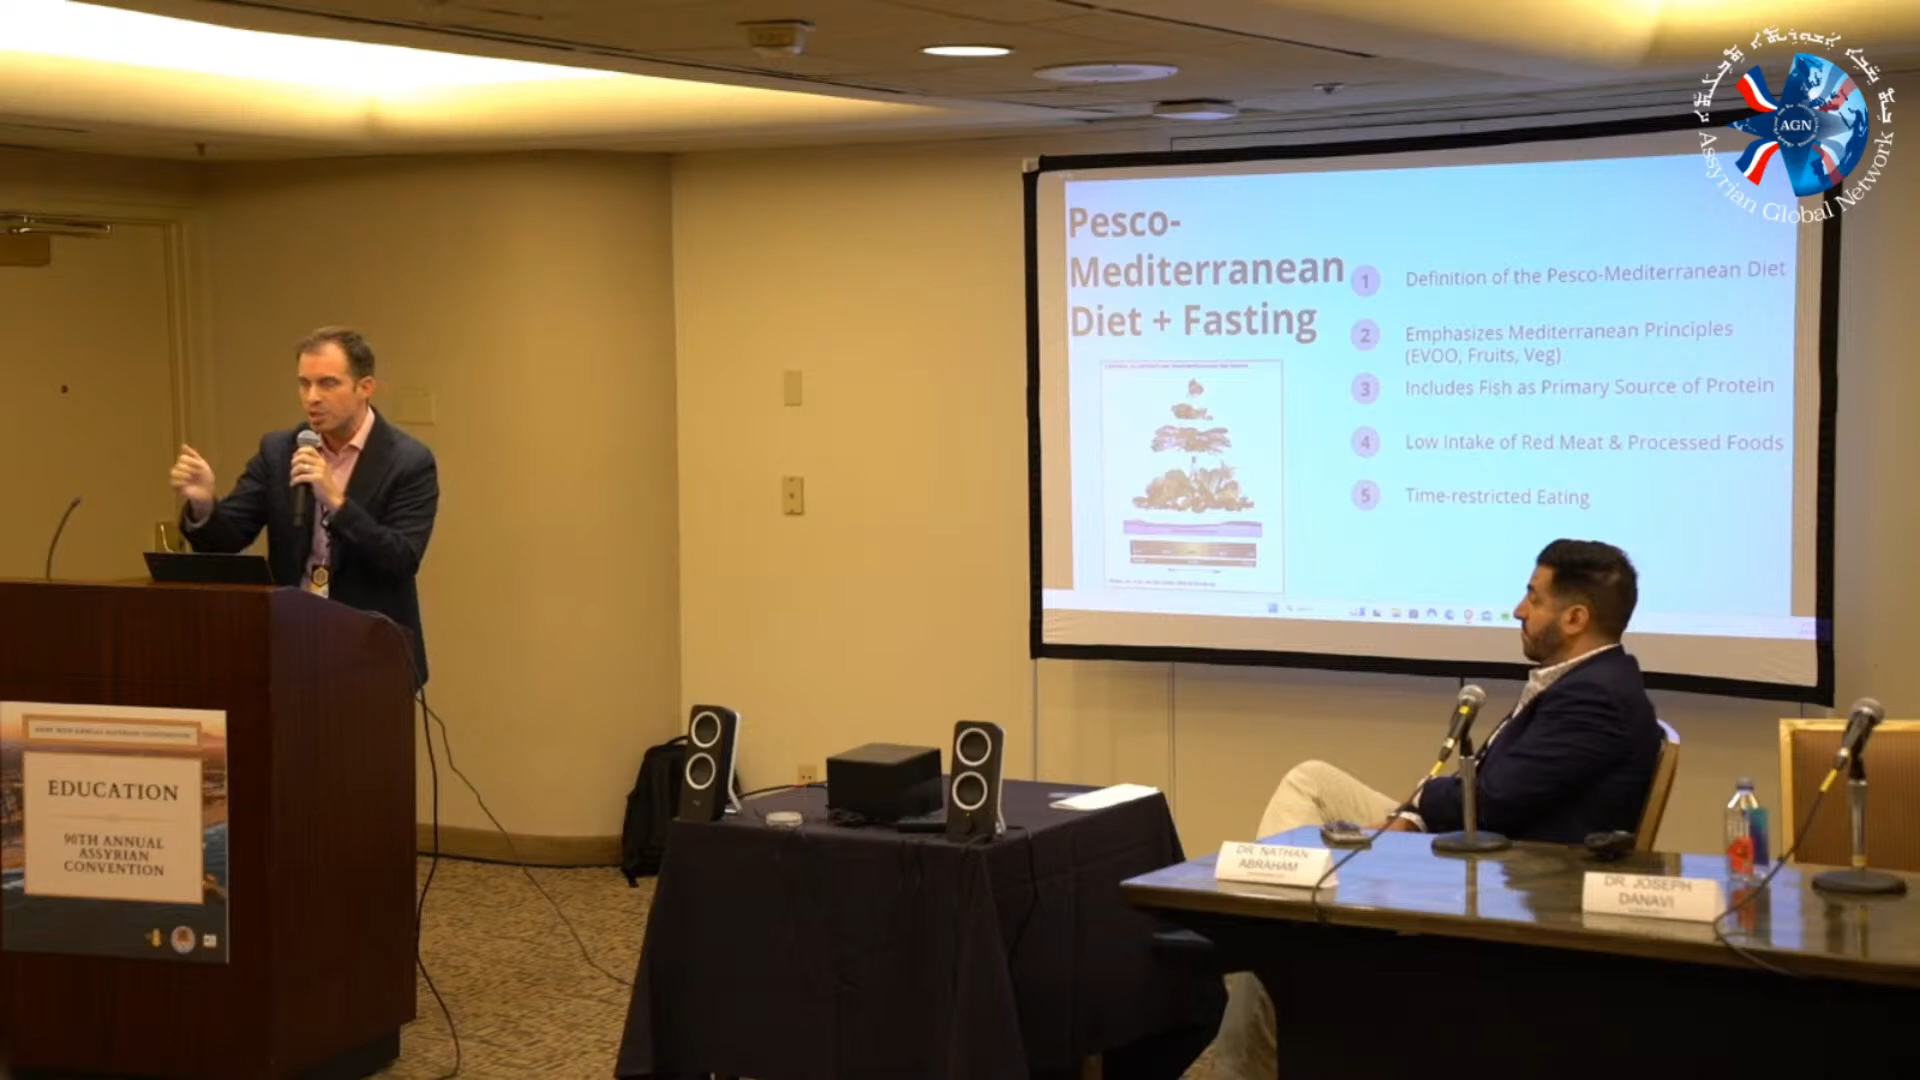 Pesco-
Mediterranean
Diet + Fasting
1 Definition of the Pesco-Mediterranean Diet
2 Emphasizes Mediterranean Principles
(EVOO, Fruits, Veg)
3 Includes Fish as Primary Source of Protein
4 Low Intake of Red Meat & Processed Foods
5 Time-restricted Eating
AGN
Assyrian Global Network
EDUCATION
90TH ANNUAL
ASSYRIAN
CONVENTION
DR. NATHAN
ABRAHAM
DR. JOSEPH
DANAVI